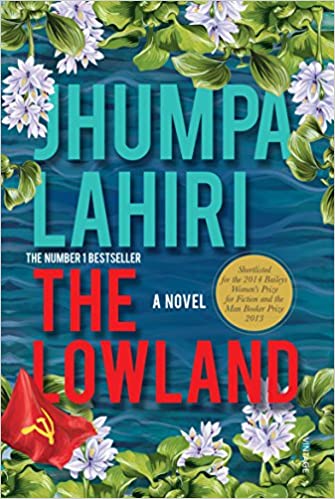 JHUMPA
LAHIRI
THE NUMBER 1 BESTSELLER
THE
A NOVEL
LOWLAND
Shortlisted
for the 2014 Baileys
Women's Prize
for Fiction and the
Man Booker Prize
2013
VINTAGE